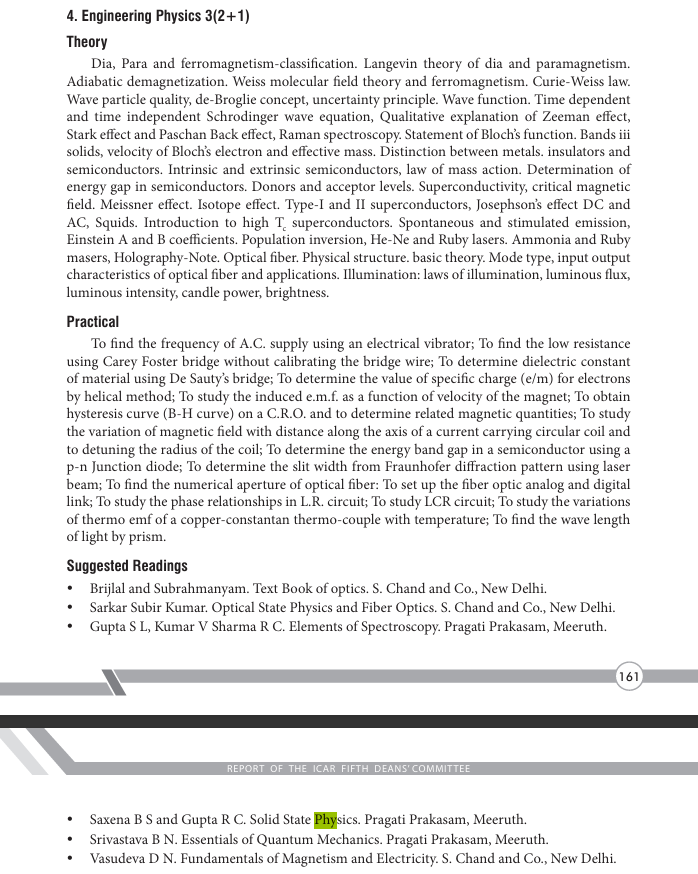 4. Engineering Physics 3(2+1)
Theory
Dia, Para and ferromagnetism-classification. Langevin theory of dia and paramagnetism.
Adiabatic demagnetization. Weiss molecular field theory and ferromagnetism. Curie-Weiss law.
Wave particle quality, de-Broglie concept, uncertainty principle. Wave function. Time dependent
and time independent Schrodinger wave equation, Qualitative explanation of Zeeman effect,
Stark effect and Paschan Back effect, Raman spectroscopy. Statement of Bloch's function. Bands iii
solids, velocity of Bloch's electron and effective mass. Distinction between metals. insulators and
semiconductors. Intrinsic and extrinsic semiconductors, law of mass action. Determination of
energy gap in semiconductors. Donors and acceptor levels. Superconductivity, critical magnetic
field. Meissner effect. Isotope effect. Type-I and II superconductors, Josephson's effect DC and
AC, Squids. Introduction to high Tc superconductors. Spontaneous and stimulated emission,
Einstein A and B coefficients. Population inversion, He-Ne and Ruby lasers. Ammonia and Ruby
masers, Holography-Note. Optical fiber. Physical structure. basic theory. Mode type, input output
characteristics of optical fiber and applications. Illumination: laws of illumination, luminous flux,
luminous intensity, candle power, brightness.
Practical
To find the frequency of A.C. supply using an electrical vibrator; To find the low resistance
using Carey Foster bridge without calibrating the bridge wire; To determine dielectric constant
of material using De Sauty's bridge; To determine the value of specific charge (e/m) for electrons
by helical method; To study the induced e.m.f. as a function of velocity of the magnet; To obtain
hysteresis curve (B-H curve) on a C.R.O. and to determine related magnetic quantities; To study
the variation of magnetic field with distance along the axis of a current carrying circular coil and
to detuning the radius of the coil; To determine the energy band gap in a semiconductor using a
p-n Junction diode; To determine the slit width from Fraunhofer diffraction pattern using laser
beam; To find the numerical aperture of optical fiber: To set up the fiber optic analog and digital
link; To study the phase relationships in L.R. circuit; To study LCR circuit; To study the variations
of thermo emf of a copper-constantan thermo-couple with temperature; To find the wave length
of light by prism.
Suggested Readings
• Brijlal and Subrahmanyam. Text Book of optics. S. Chand and Co., New Delhi.
• Sarkar Subir Kumar. Optical State Physics and Fiber Optics. S. Chand and Co., New Delhi.
• Gupta S L, Kumar V Sharma R C. Elements of Spectroscopy. Pragati Prakasam, Meeruth.
161
REPORT OF THE ICAR FIFTH DEANS' COMMITTEE
• Saxena B S and Gupta R C. Solid State Physics. Pragati Prakasam, Meeruth.
• Srivastava B N. Essentials of Quantum Mechanics. Pragati Prakasam, Meeruth.
• Vasudeva D N. Fundamentals of Magnetism and Electricity. S. Chand and Co., New Delhi.